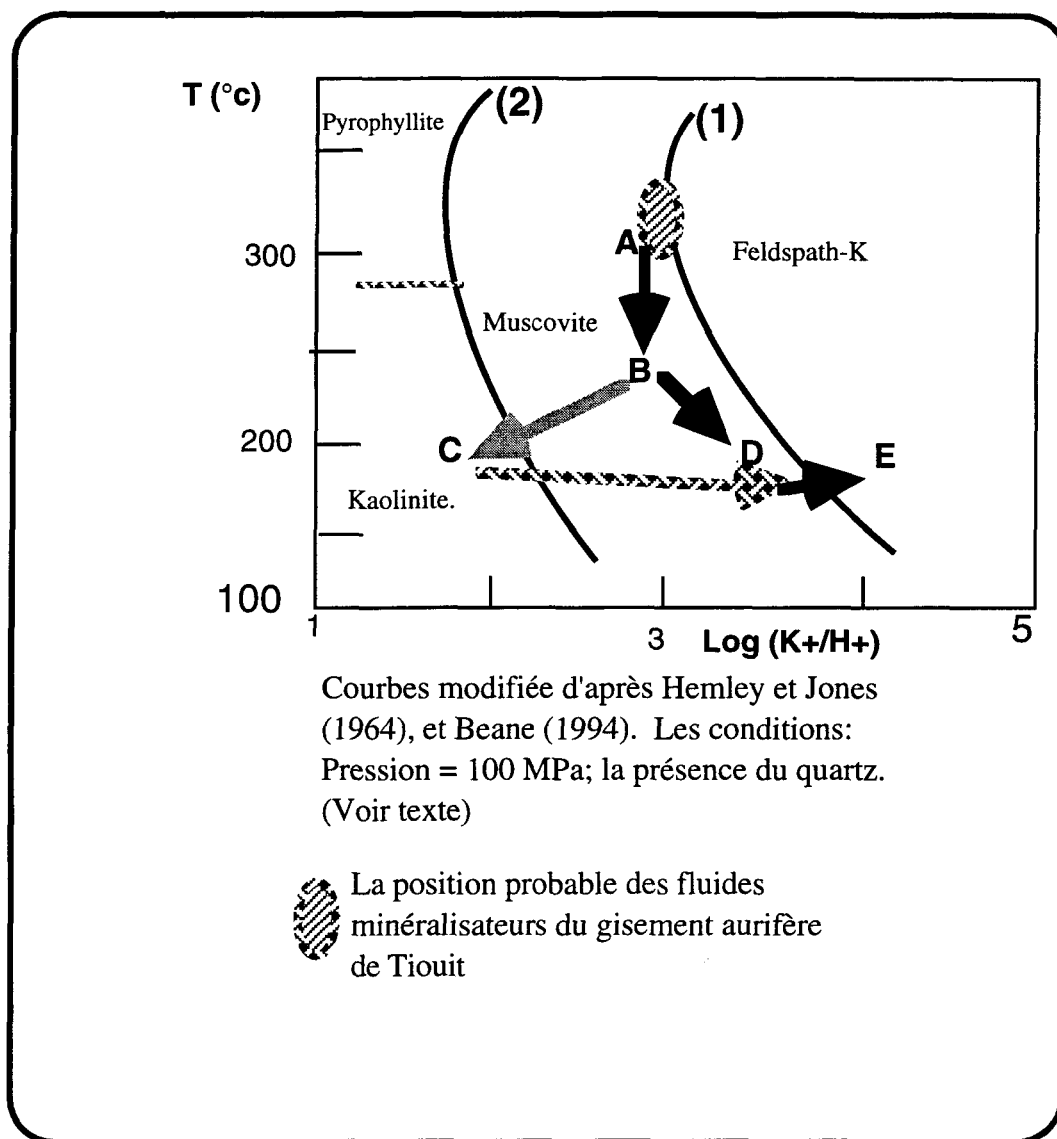 T (°c)
(2)
(1)
Pyrophyllite
A
Feldspath-K
300
Muscovite
B
200
C
D
E
Kaolinite.
100
1
3
Log (K+/H+)
5
Courbes modifiée d'après Hemley et Jones
(1964), et Beane (1994). Les conditions:
Pression = 100 MPa; la présence du quartz.
(Voir texte)
La position probable des fluides
minéralisateurs du gisement aurifère
de Tiouit